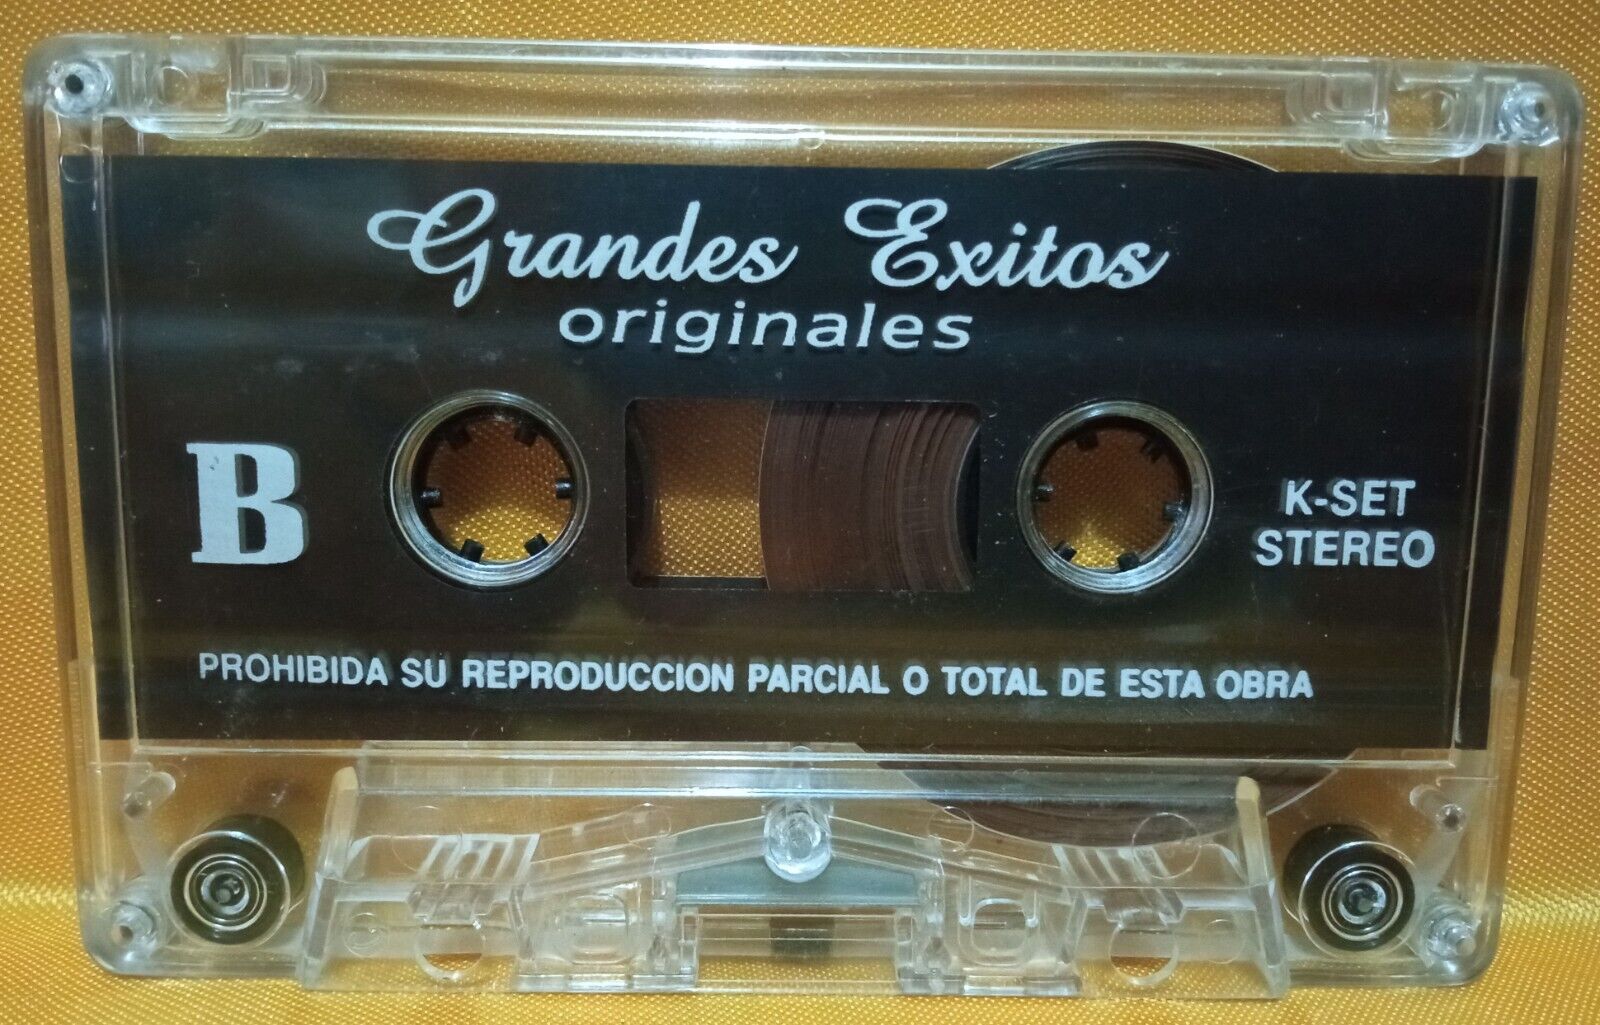 Grandes Exitos
originales
B
K-SET
STEREO
PROHIBIDA SU REPRODUCCION PARCIAL O TOTAL DE ESTA OBRA